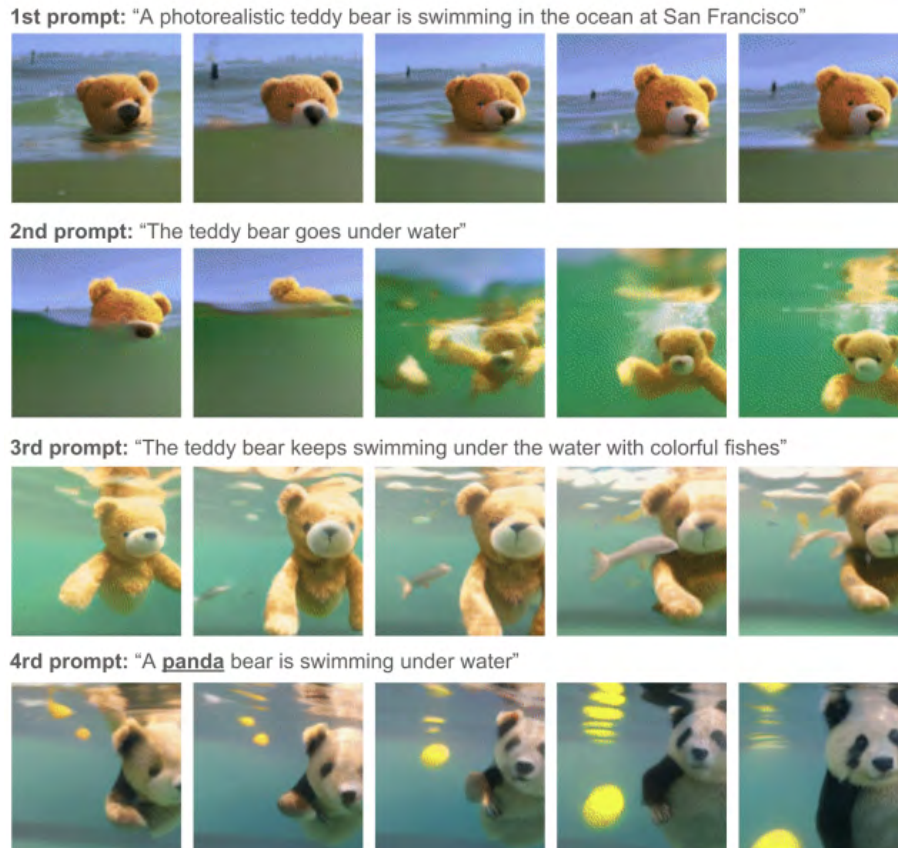 1st prompt: “A photorealistic teddy bear is swimming in the ocean at San Francisco”
2nd prompt: “The teddy bear goes under water”
3rd prompt: “The teddy bear keeps swimming under the water with colorful fishes”
4rd prompt: “A panda bear is swimming under water”